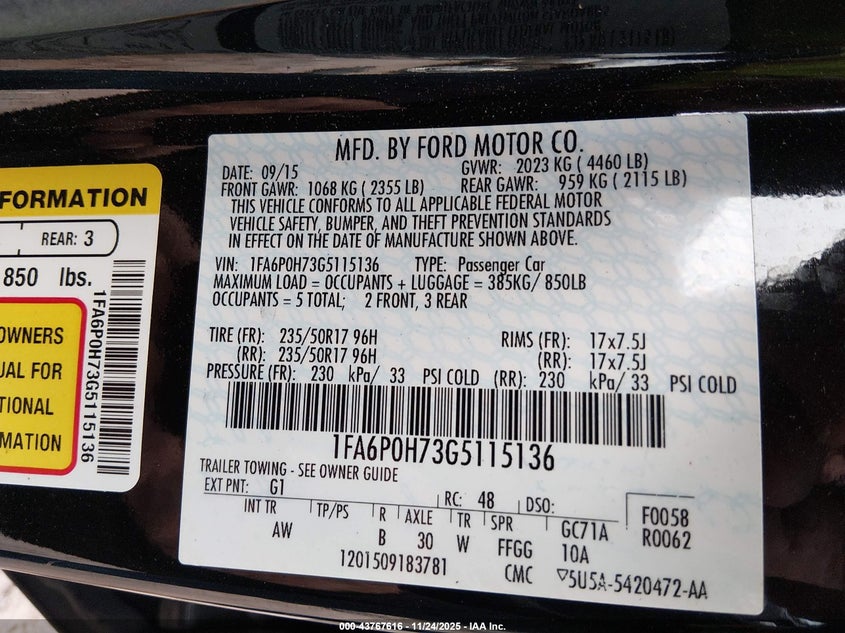 MFD. BY FORD MOTOR CO.
DATE: 09/15 GVWR: 2023 KG ( 4460 LB)
FRONT GAWR: 1068 KG ( 2355 LB) REAR GAWR: 959 KG ( 2115 LB)
THIS VEHICLE CONFORMS TO ALL APPLICABLE FEDERAL MOTOR
VEHICLE SAFETY, BUMPER, AND THEFT PREVENTION STANDARDS
IN EFFECT ON THE DATE OF MANUFACTURE SHOWN ABOVE.
VIN: 1FA6P0H73G5115136 TYPE: Passenger Car
MAXIMUM LOAD = OCCUPANTS + LUGGAGE = 385KG/ 850LB
OCCUPANTS = 5 TOTAL; 2 FRONT, 3 REAR
TIRE (FR): 235/50R17 96H RIMS (FR): 17x7.5J
(RR): 235/50R17 96H (RR): 17x7.5J
PRESSURE (FR): 230 kPa/ 33 PSI COLD (RR): 230 kPa/ 33 PSI COLD
1FA6P0H73G5115136
TRAILER TOWING - SEE OWNER GUIDE
EXT PNT: G1 RC: 48 DSO: F0058
INT TR TP/PS R AXLE TR SPR GC71A R0062
AW B 30 W FFGG 10A
1201509183781 CMC ▽5U5A-5420472-AA
FORMATION
REAR: 3
850 lbs.
OWNERS
UAL FOR
TIONAL
MATION
1FA6P0H73G5115136
000-43767616 - 11/24/2025 - IAA Inc.